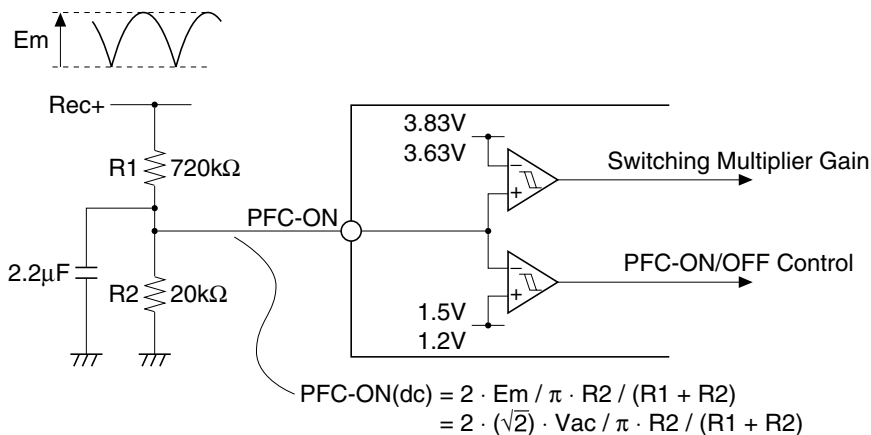 Em
Rec+
R1 720kΩ
PFC-ON
2.2μF
R2 20kΩ
3.83V
3.63V
Switching Multiplier Gain
PFC-ON/OFF Control
1.5V
1.2V
− +
− +
PFC-ON(dc) = 2 · Em / π · R2 / (R1 + R2)
= 2 · (√2) · Vac / π · R2 / (R1 + R2)